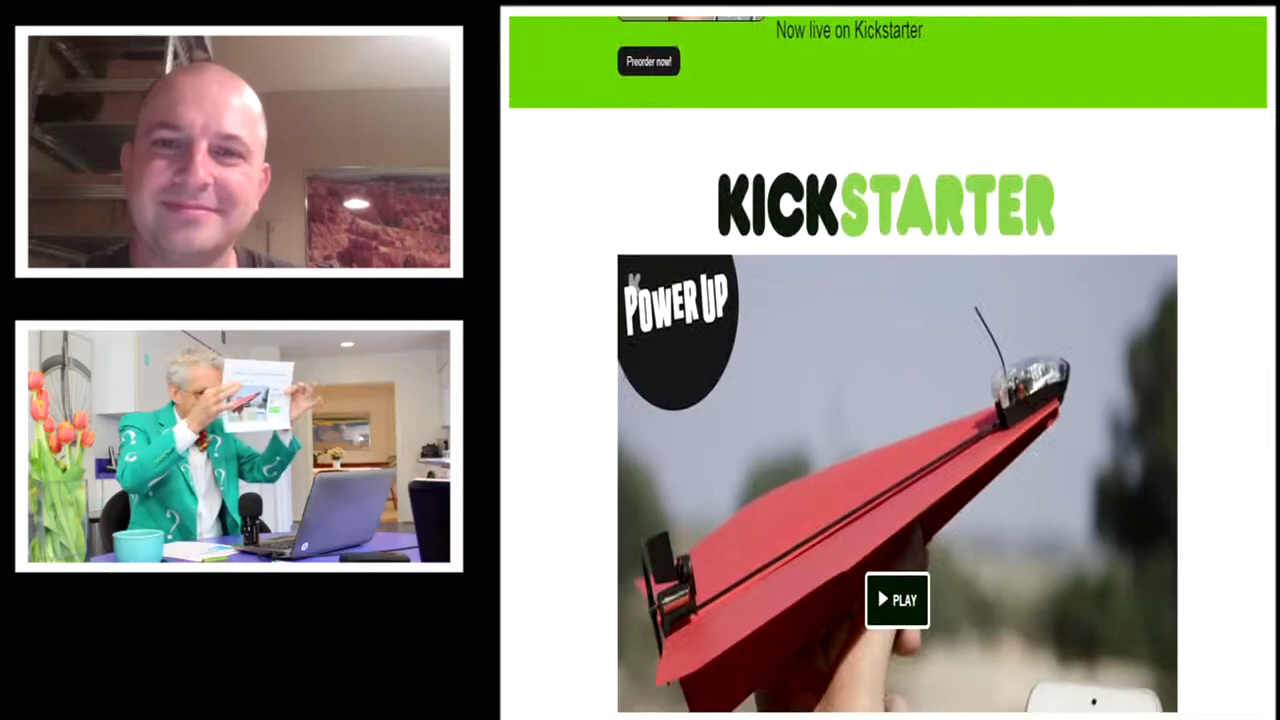 Now live on Kickstarter
Preorder now!
KICKSTARTER
POWER UP
PLAY
? ? ? ?